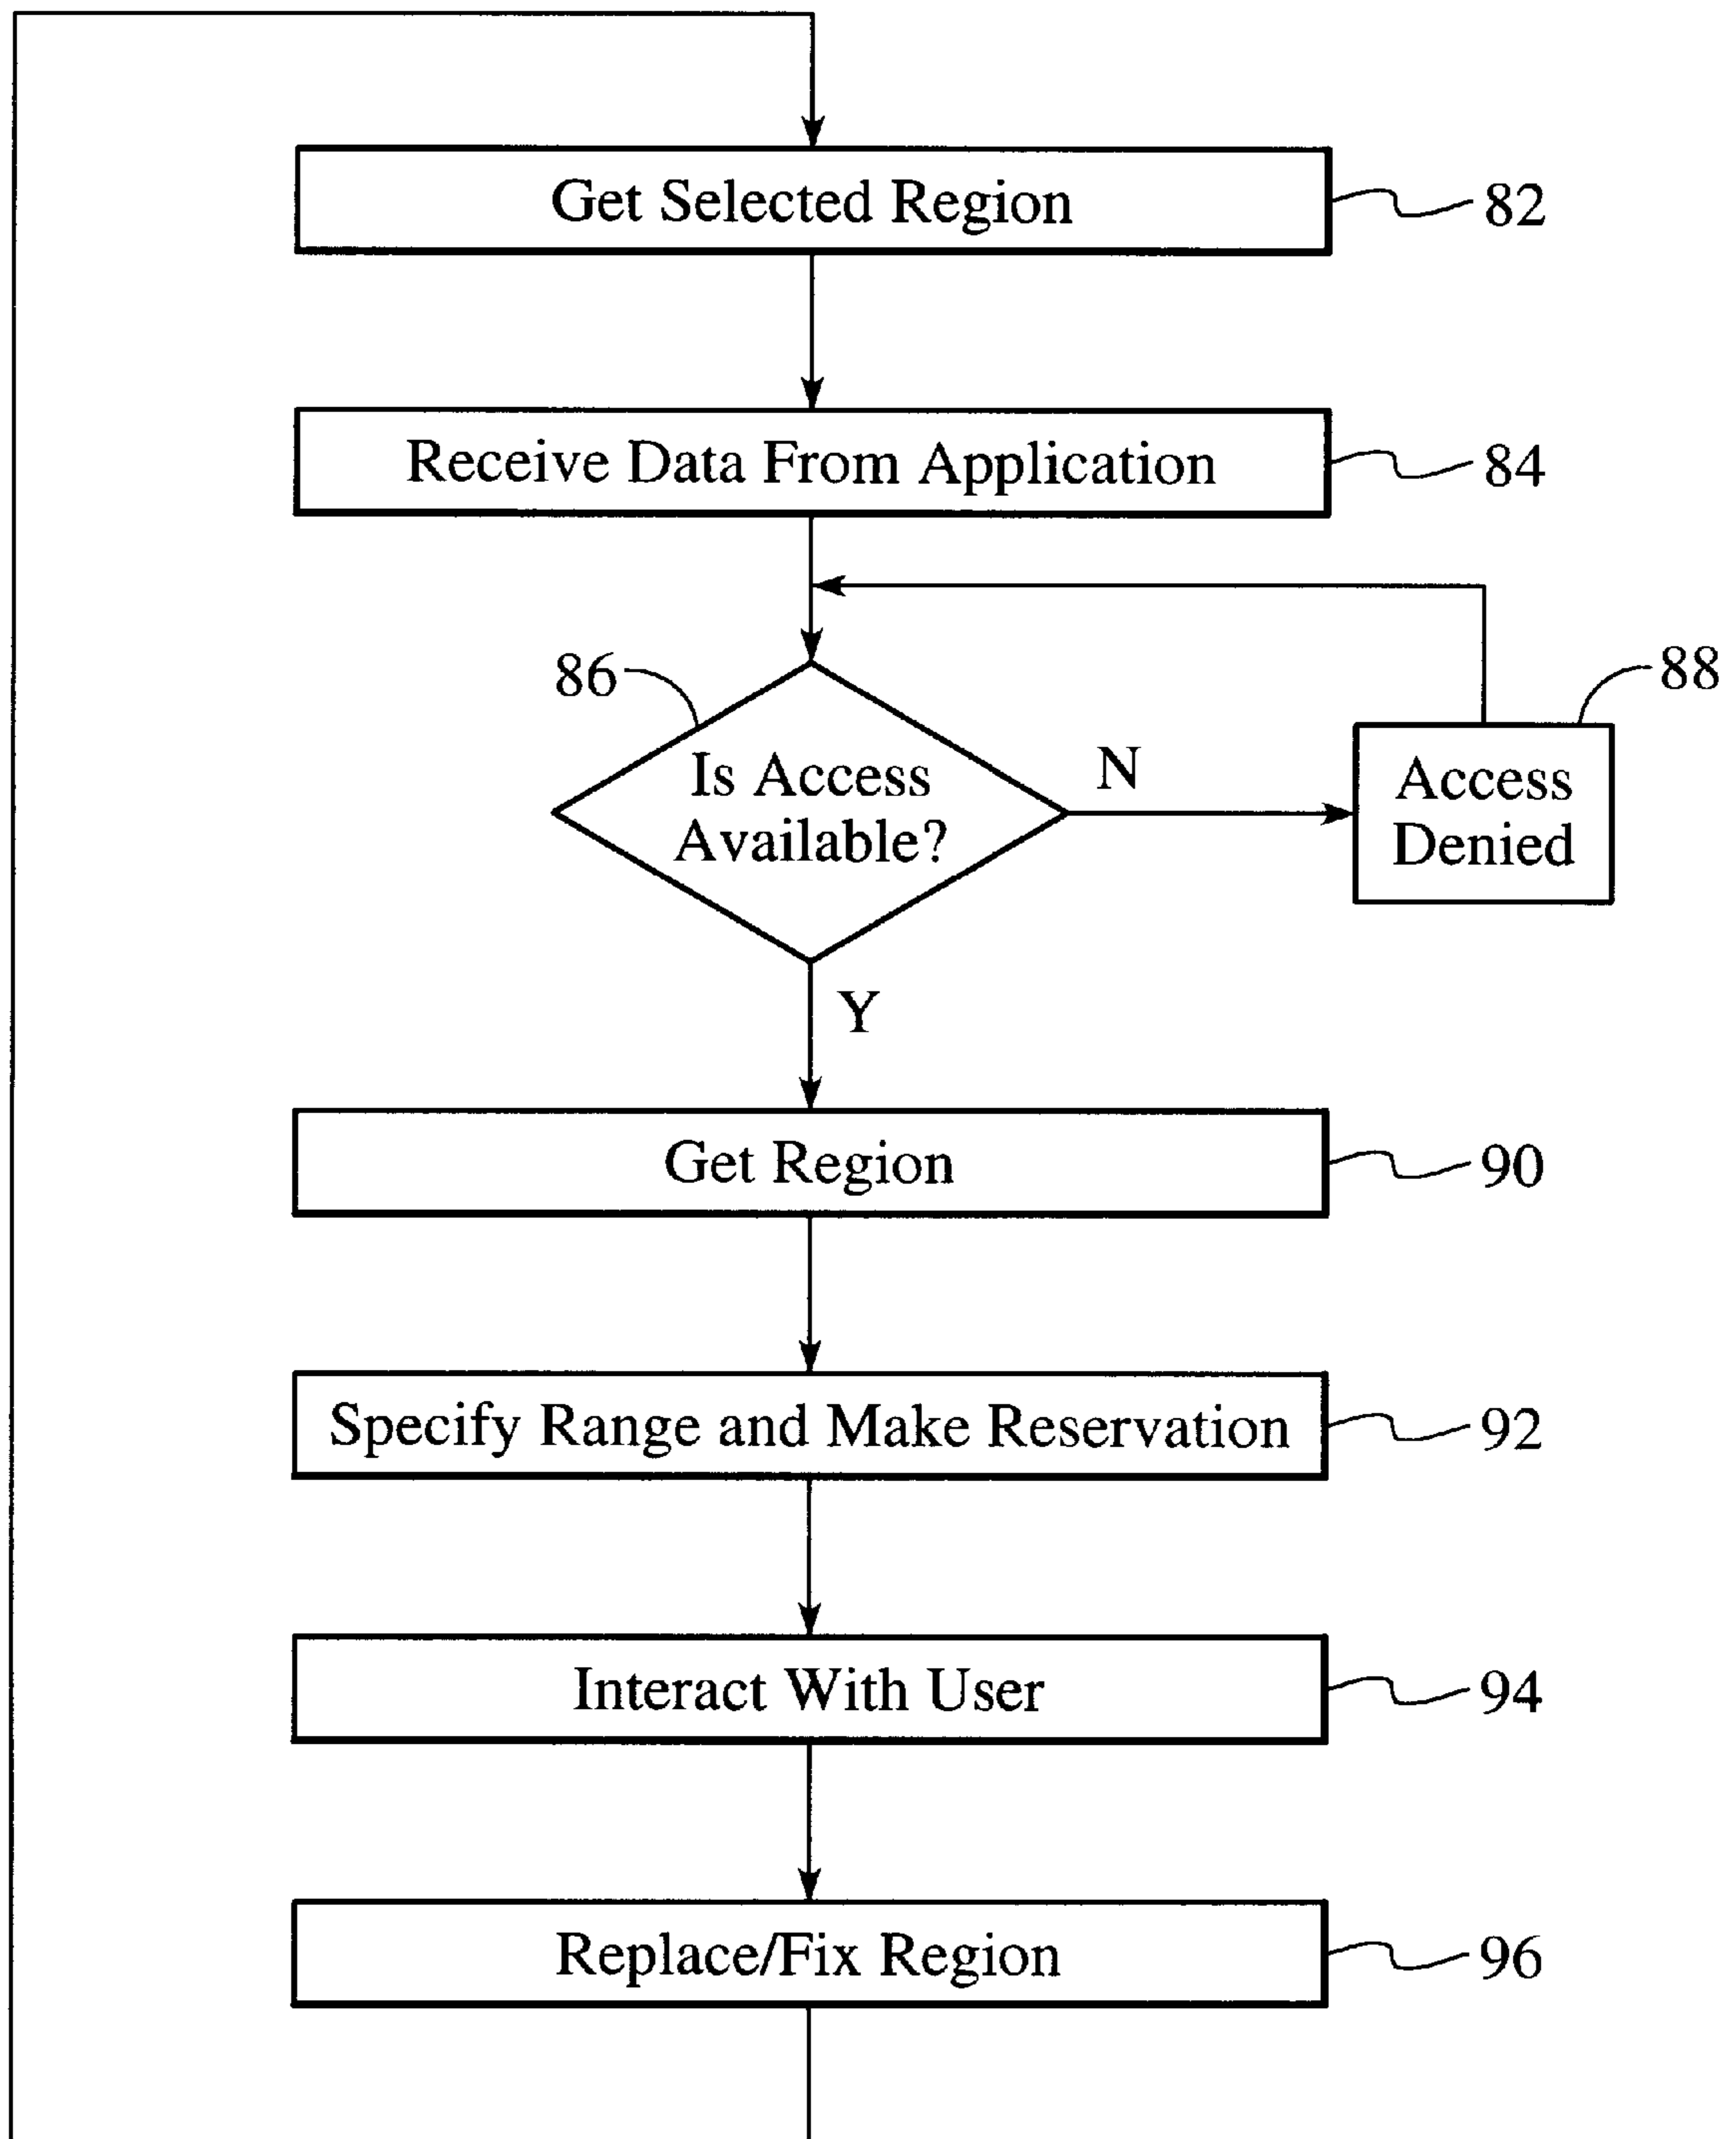 Get Selected Region
82
Receive Data From Application
84
86
88
Is Access
Available?
N
Access
Denied
Y
Get Region
90
Specify Range and Make Reservation
92
Interact With User
94
Replace/Fix Region
96